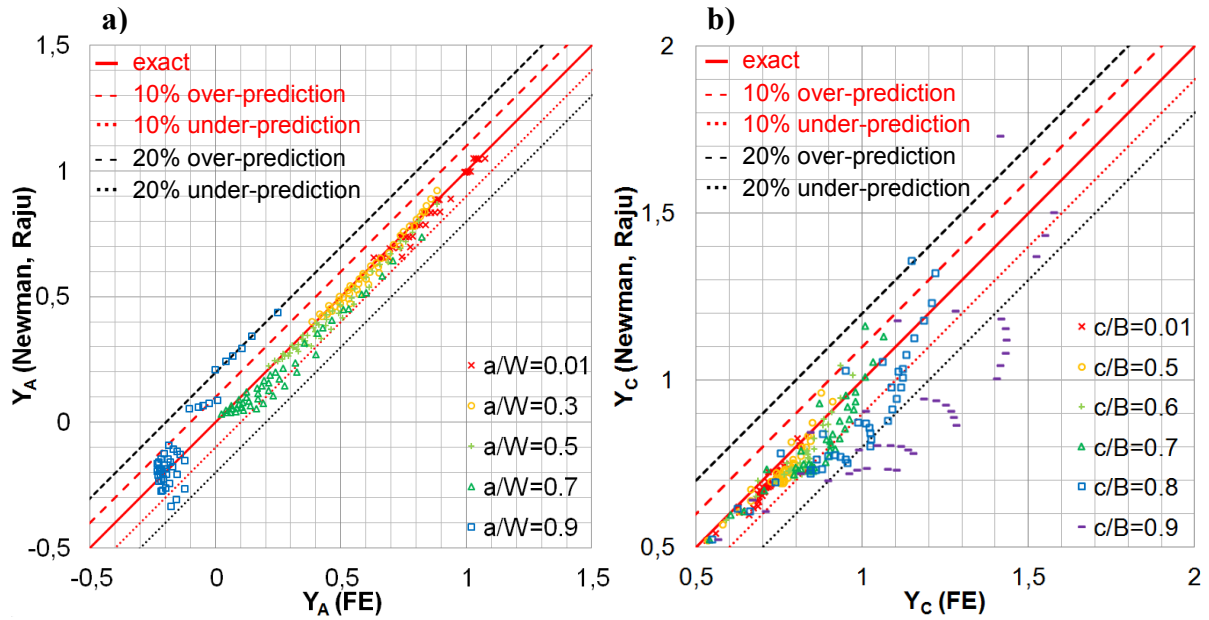 a)
1,5
1
0,5
0
-0,5
-0,5
0
0,5
1
1,5
Y_A (Newman, Raju)
Y_A (FE)
exact
10% over-prediction
10% under-prediction
20% over-prediction
20% under-prediction
a/W=0.01
a/W=0.3
a/W=0.5
a/W=0.7
a/W=0.9
b)
2
1,5
1
0,5
0,5
1
1,5
2
Y_C (Newman, Raju)
Y_C (FE)
exact
10% over-prediction
10% under-prediction
20% over-prediction
20% under-prediction
c/B=0.01
c/B=0.5
c/B=0.6
c/B=0.7
c/B=0.8
c/B=0.9